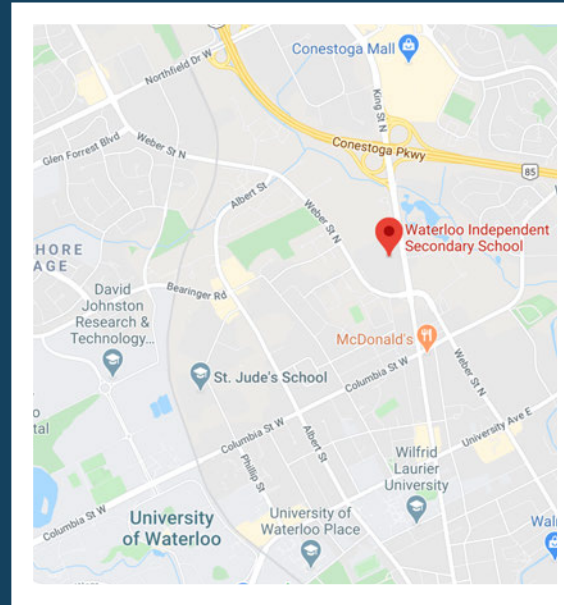 Conestoga Mall
Northfield Dr W
King St N
Glen Forrest Blvd
Weber St N
Conestoga Pkwy
85
Albert St
Weber St N
Waterloo Independent
Secondary School
HORE
AGE
David
Johnston
Research &
Technology...
Bearinger Rd
McDonald's
St. Jude's School
Columbia St W
Weber St N
University Ave E
Columbia St W
Albert St
Phillip St
Wilfrid
Laurier
University
tal
Columbia St W
University
of Waterloo
University of
Waterloo Place
Waln